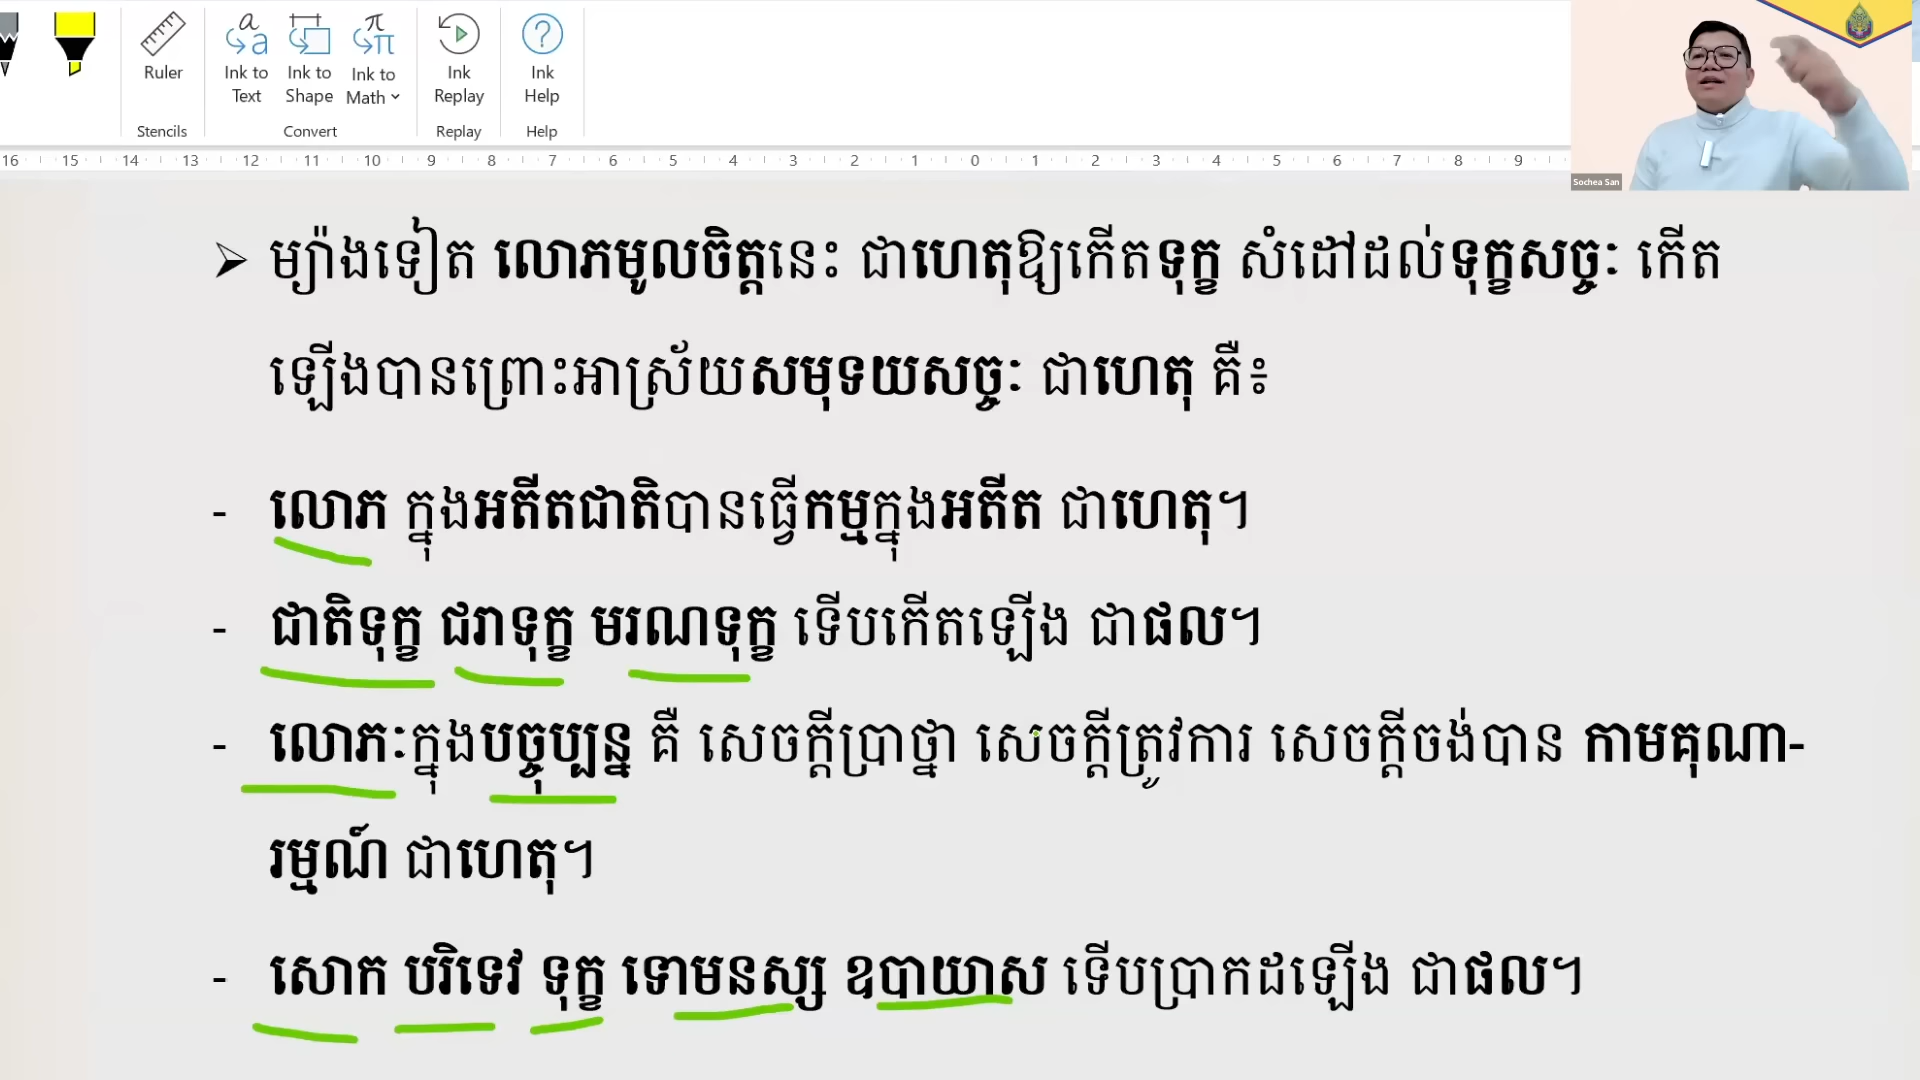 Ruler
Ink to Text
Ink to Shape
Ink to Math
Ink Replay
Ink Help
Stencils
Convert
Replay
Help
16 15 14 13 12 11 10 9 8 7 6 5 4 3 2 1 0 1 2 3 4 5 6 7 8 9
Sochea San
➢ ម្យ៉ាងទៀត លោភមូលចិត្តនេះ ជាហេតុឱ្យកើតទុក្ខ សំដៅដល់ទុក្ខសច្ចៈ កើត
ឡើងបានព្រោះអាស្រ័យសមុទយសច្ចៈ ជាហេតុ គឺ៖
- លោភ ក្នុងអតីតជាតិបានធ្វើកម្មក្នុងអតីត ជាហេតុ។
- ជាតិទុក្ខ ជរាទុក្ខ មរណទុក្ខ ទើបកើតឡើង ជាផល។
- លោភៈក្នុងបច្ចុប្បន្ន គឺ សេចក្តីប្រាថ្នា សេចក្តីត្រូវការ សេចក្តីចង់បាន កាមគុណា-
រម្មណ៍ ជាហេតុ។
- សោក បរិទេវ ទុក្ខ ទោមនស្ស ឧបាយាស ទើបប្រាកដឡើង ជាផល។